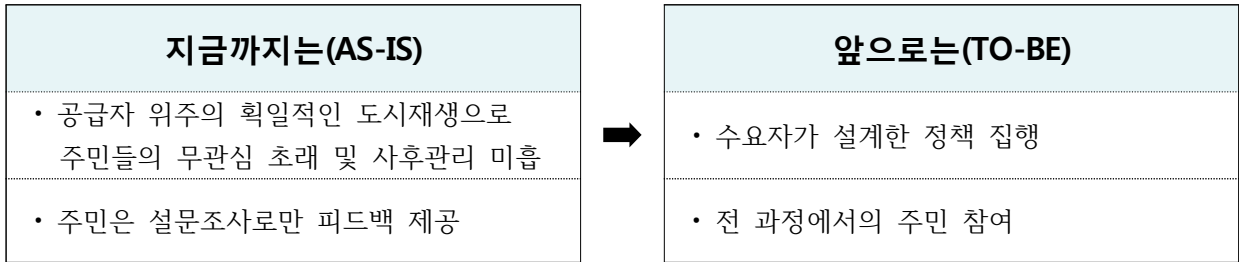 지금까지는(AS-IS)
・공급자 위주의 획일적인 도시재생으로
주민들의 무관심 초래 및 사후관리 미흡
・주민은 설문조사로만 피드백 제공
➡
앞으로는(TO-BE)
・수요자가 설계한 정책 집행
・전 과정에서의 주민 참여